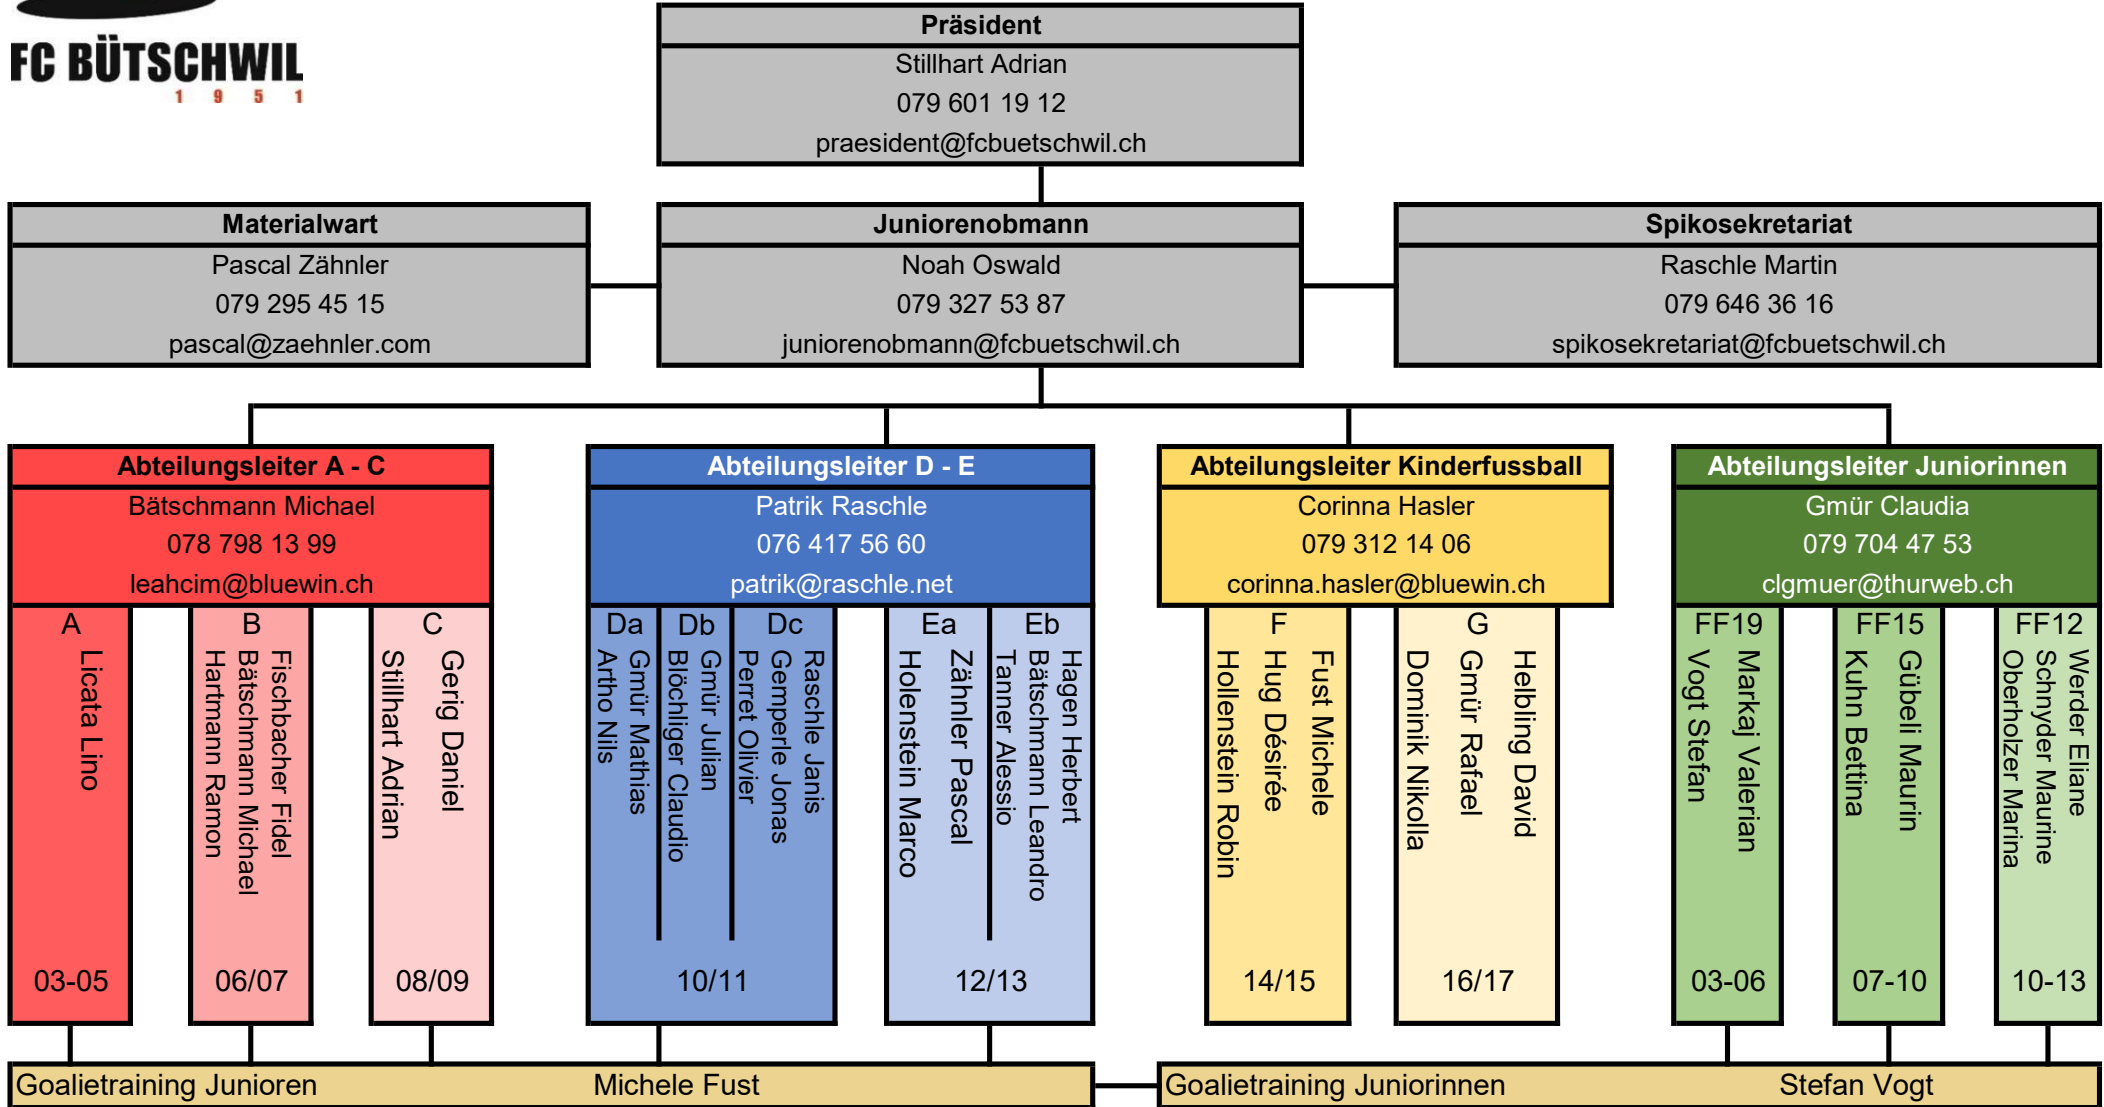 FC BÜTSCHWIL
1951
Präsident
Stillhart Adrian
079 601 19 12
praesident@fcbuetschwil.ch
Materialwart
Pascal Zähnler
079 295 45 15
pascal@zaehnler.com
Juniorenobmann
Noah Oswald
079 327 53 87
juniorenobmann@fcbuetschwil.ch
Spikosekretariat
Raschle Martin
079 646 36 16
spikosekretariat@fcbuetschwil.ch
Abteilungsleiter A - C
Bätschmann Michael
078 798 13 99
leahcim@bluewin.ch
A
Licata Lino
03-05
B
Fischbacher Fidel
Bätschmann Michael
Hartmann Ramon
06/07
C
Gerig Daniel
Stillhart Adrian
08/09
Abteilungsleiter D - E
Patrik Raschle
076 417 56 60
patrik@raschle.net
Da
Gmür Mathias
Artho Nils
Db
Gmür Julian
Blöchliger Claudio
Dc
Raschle Janis
Gemperle Jonas
Perret Olivier
10/11
Ea
Zähnler Pascal
Holenstein Marco
Eb
Hagen Herbert
Bätschmann Leandro
Tanner Alessio
12/13
Abteilungsleiter Kinderfussball
Corinna Hasler
079 312 14 06
corinna.hasler@bluewin.ch
F
Fust Michele
Hug Désirée
Hollenstein Robin
14/15
G
Helbling David
Gmür Rafael
Dominik Nikolla
16/17
Abteilungsleiter Juniorinnen
Gmür Claudia
079 704 47 53
clgmuer@thurweb.ch
FF19
Markaj Valerian
Vogt Stefan
03-06
FF15
Gübeli Maurin
Kuhn Bettina
07-10
FF12
Werder Eliane
Schnyder Maurine
Oberholzer Marina
10-13
Goalietraining Junioren Michele Fust
Goalietraining Juniorinnen Stefan Vogt